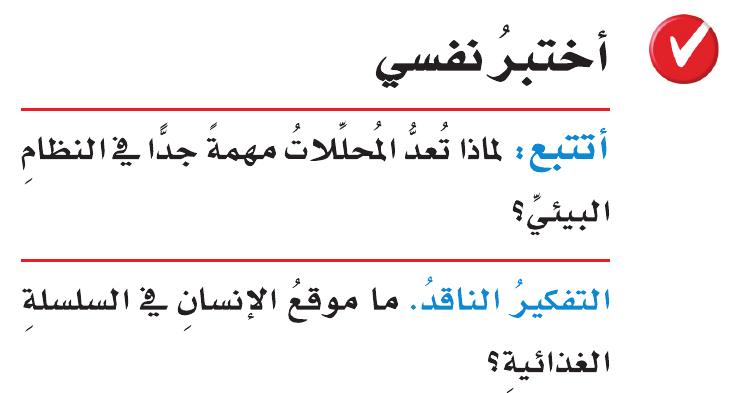 أختبرُ نفسي
أتتبع: لماذا تُعدُّ المُحلِّلاتُ مهمةً جدًّا في النظامِ
البيئيِّ؟
التفكيرُ الناقدُ. ما موقعُ الإنسانِ في السلسلةِ
الغذائيةِ؟